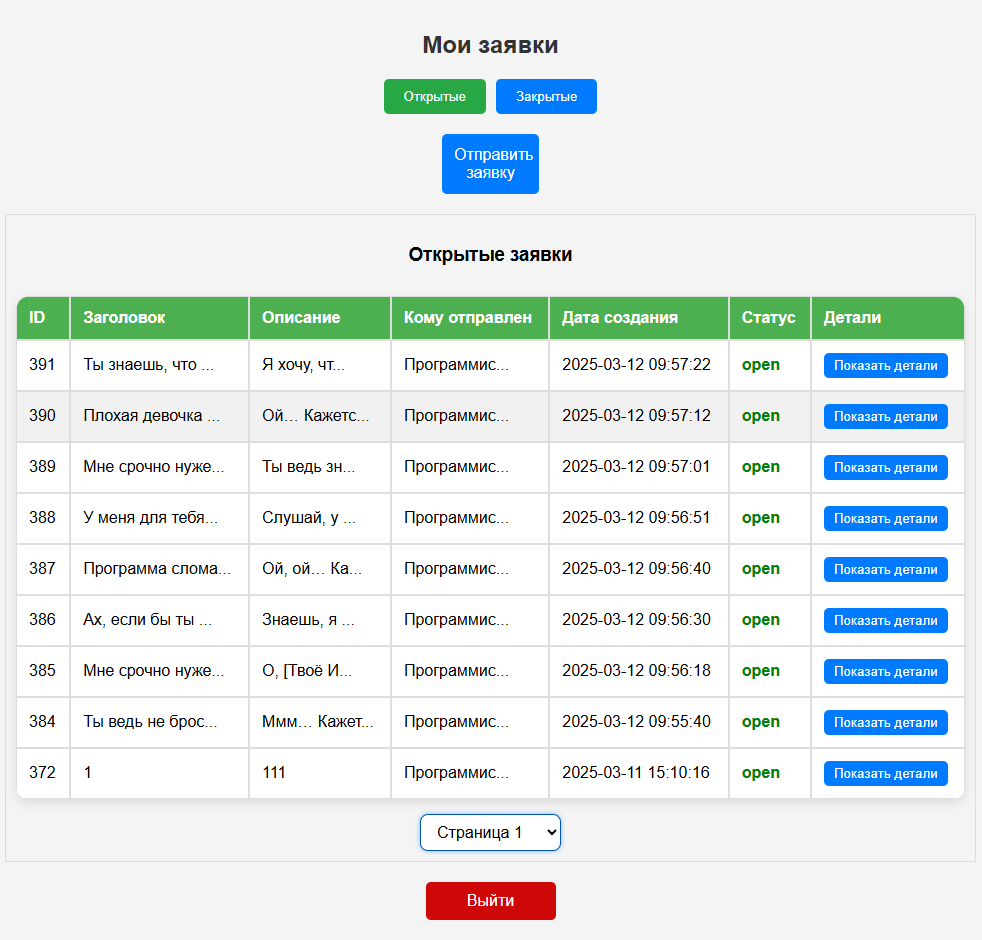 Мои заявки
Открытые Закрытые
Отправить
заявку
Открытые заявки
ID Заголовок Описание Кому отправлен Дата создания Статус Детали
391 Ты знаешь, что ... Я хочу, чт... Программис... 2025-03-12 09:57:22 open Показать детали
390 Плохая девочка ... Ой… Кажетс... Программис... 2025-03-12 09:57:12 open Показать детали
389 Мне срочно нуже... Ты ведь зн... Программис... 2025-03-12 09:57:01 open Показать детали
388 У меня для тебя... Слушай, у ... Программис... 2025-03-12 09:56:51 open Показать детали
387 Программа слома... Ой, ой… Ка... Программис... 2025-03-12 09:56:40 open Показать детали
386 Ах, если бы ты ... Знаешь, я ... Программис... 2025-03-12 09:56:30 open Показать детали
385 Мне срочно нуже... О, [Твоё И... Программис... 2025-03-12 09:56:18 open Показать детали
384 Ты ведь не брос... Ммм… Кажет... Программис... 2025-03-12 09:55:40 open Показать детали
372 1 111 Программис... 2025-03-11 15:10:16 open Показать детали
Страница 1
Выйти